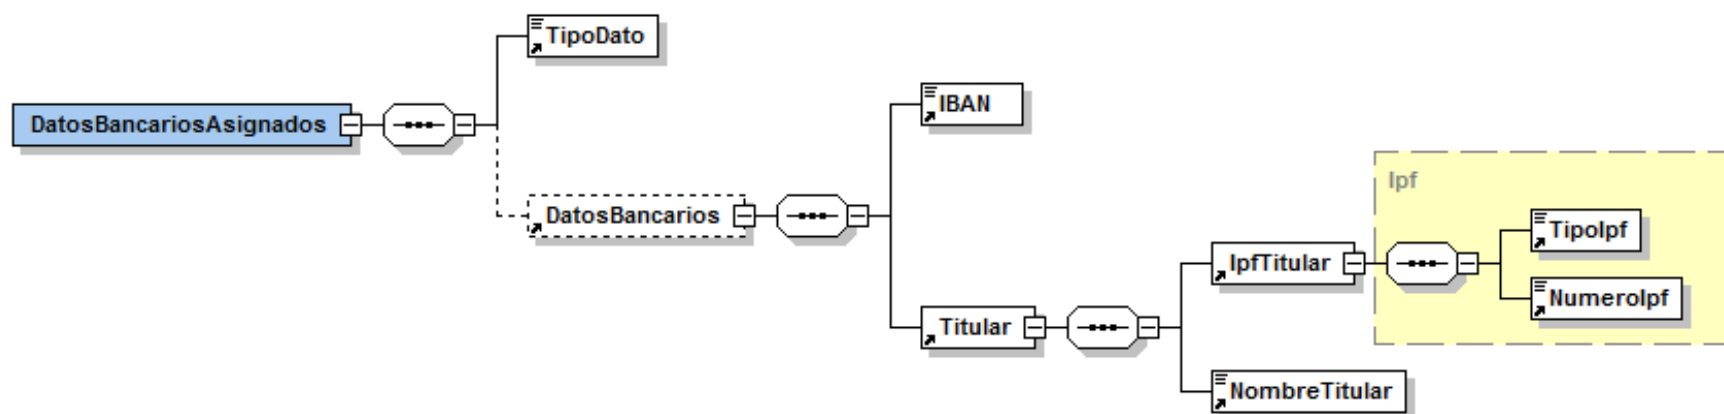 TipoDato
IBAN
DatosBancariosAsignados
Ipf
DatosBancarios
TipoIpf
IpfTitular
NumeroIpf
Titular
NombreTitular